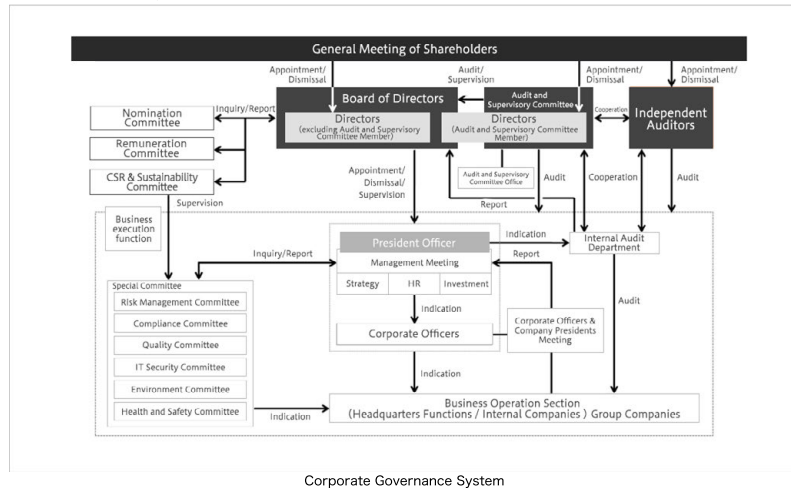 General Meeting of Shareholders
Appointment/
Dismissal
Audit/
Supervision
Appointment/
Dismissal
Appointment/
Dismissal
Board of Directors
Audit and
Supervisory Committee
Independent
Auditors
Directors
(excluding Audit and Supervisory
Committee Member)
Directors
(Audit and Supervisory Committee
Member)
Cooperation
Nomination
Committee
Inquiry/Report
Remuneration
Committee
CSR & Sustainability
Committee
Appointment/
Dismissal/
Supervision
Audit and Supervisory
Committee Office
Audit
Cooperation
Audit
Report
Supervision
Business
execution
function
President Officer
Indication
Internal Audit
Department
Inquiry/Report
Management Meeting
Report
Strategy
HR
Investment
Special Committee
Risk Management Committee
Compliance Committee
Quality Committee
IT Security Committee
Environment Committee
Health and Safety Committee
Indication
Audit
Corporate Officers
Corporate Officers &
Company Presidents
Meeting
Indication
Indication
Business Operation Section
(Headquarters Functions / Internal Companies ) Group Companies
Corporate Governance System